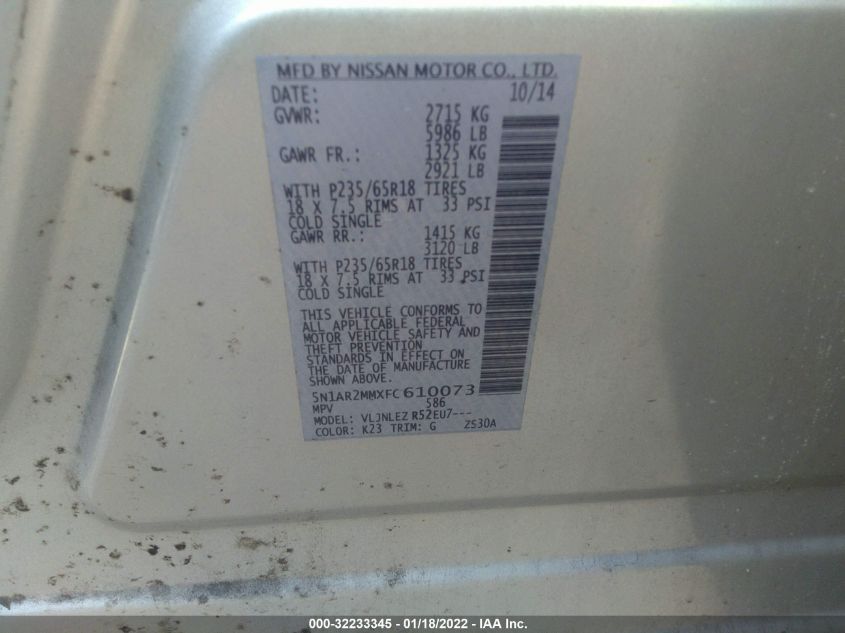 MFD BY NISSAN MOTOR CO., LTD.
DATE: 10/14
GVWR: 2715 KG
5986 LB
GAWR FR.: 1325 KG
2921 LB
WITH P235/65R18 TIRES
18 X 7.5 RIMS AT 33 PSI
COLD SINGLE
GAWR RR.: 1415 KG
3120 LB
WITH P235/65R18 TIRES
18 X 7.5 RIMS AT 33 PSI
COLD SINGLE
THIS VEHICLE CONFORMS TO
ALL APPLICABLE FEDERAL
MOTOR VEHICLE SAFETY AND
THEFT PREVENTION
STANDARDS IN EFFECT ON
THE DATE OF MANUFACTURE
SHOWN ABOVE.
5N1AR2MMXFC610073
MPV 586
MODEL: VLJNLEZ R52EU7---
COLOR: K23 TRIM: G ZS30A
000-32233345 - 01/18/2022 - IAA Inc.